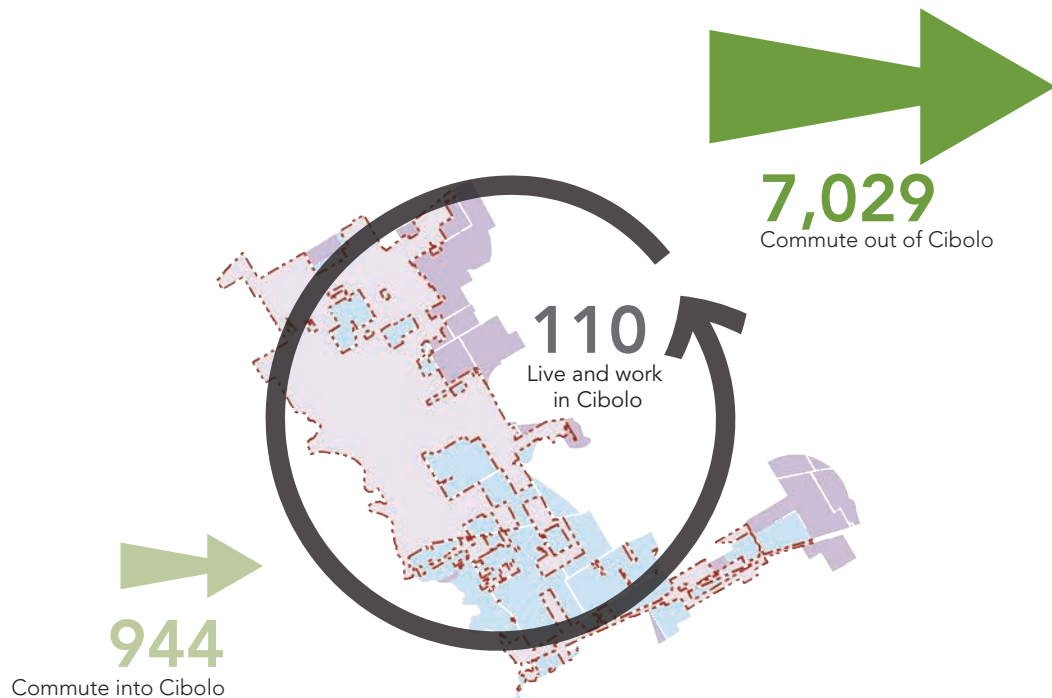 7,029
Commute out of Cibolo
110
Live and work
in Cibolo
944
Commute into Cibolo